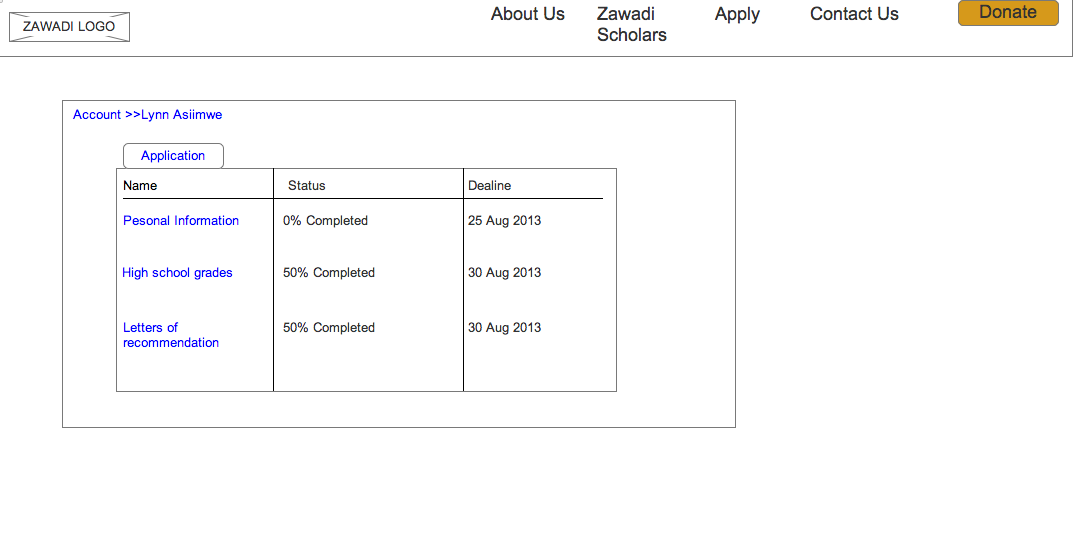 ZAWADI LOGO
About Us
Zawadi
Scholars
Apply
Contact Us
Donate
Account >>Lynn Asiimwe
Application
Name Status Dealine
Pesonal Information 0% Completed 25 Aug 2013
High school grades 50% Completed 30 Aug 2013
Letters of 50% Completed 30 Aug 2013
recommendation